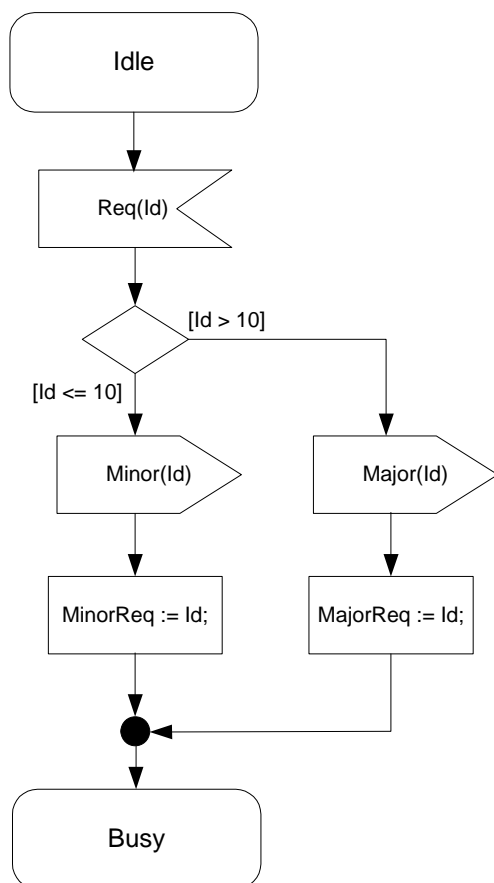 Idle
Req(Id)
[Id > 10]
[Id <= 10]
Minor(Id)
Major(Id)
MinorReq := Id;
MajorReq := Id;
Busy